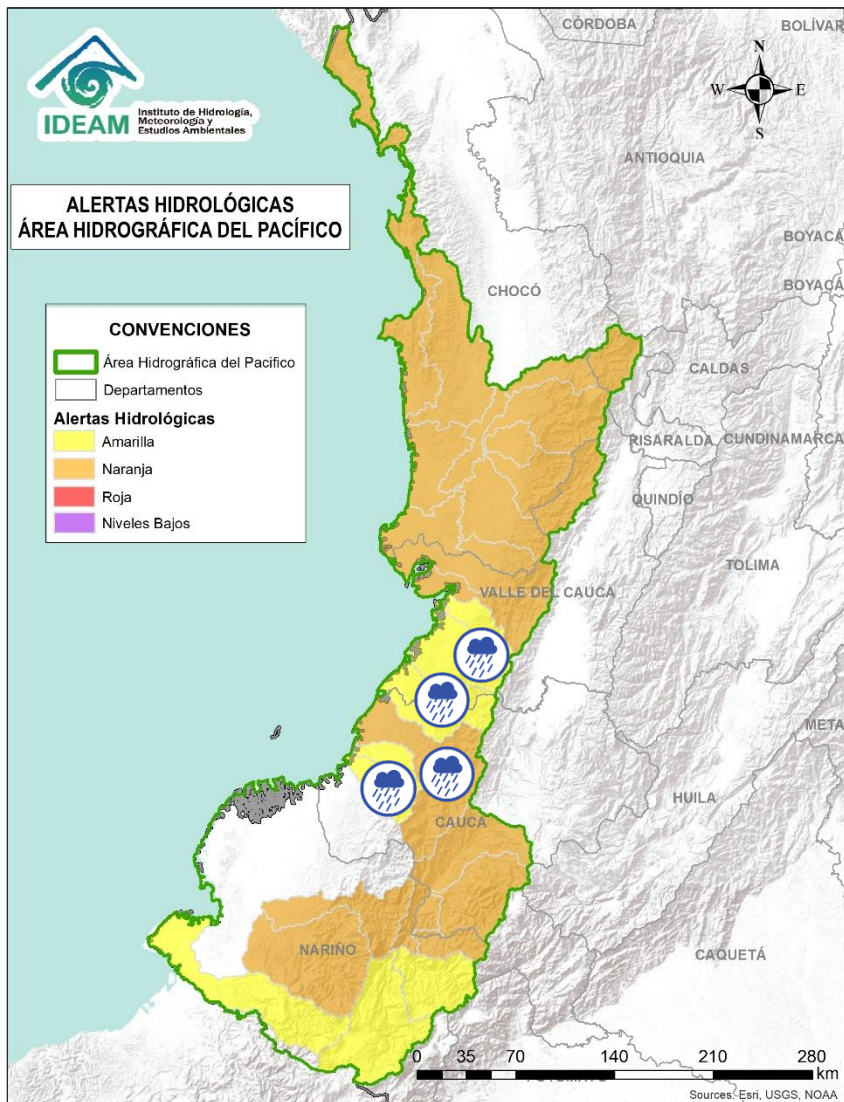 CÓRDOBA
BOLÍVAR
IDEAM
Instituto de Hidrología,
Meteorología y
Estudios Ambientales
N
W
E
S
ANTIOQUIA
ALERTAS HIDROLÓGICAS
ÁREA HIDROGRÁFICA DEL PACÍFICO
BOYACÁ
BOYACÁ
CHOCÓ
CONVENCIONES
Área Hidrográfica del Pacifico
Departamentos
Alertas Hidrológicas
Amarilla
Naranja
Roja
Niveles Bajos
CALDAS
RISARALDA
CUNDINAMARCA
QUINDÍO
TOLIMA
VALLE DEL CAUCA
META
HUILA
CAUCA
NARIÑO
CAQUETÁ
0 35 70 140 210 280
km
Sources: Esri, USGS, NOAA